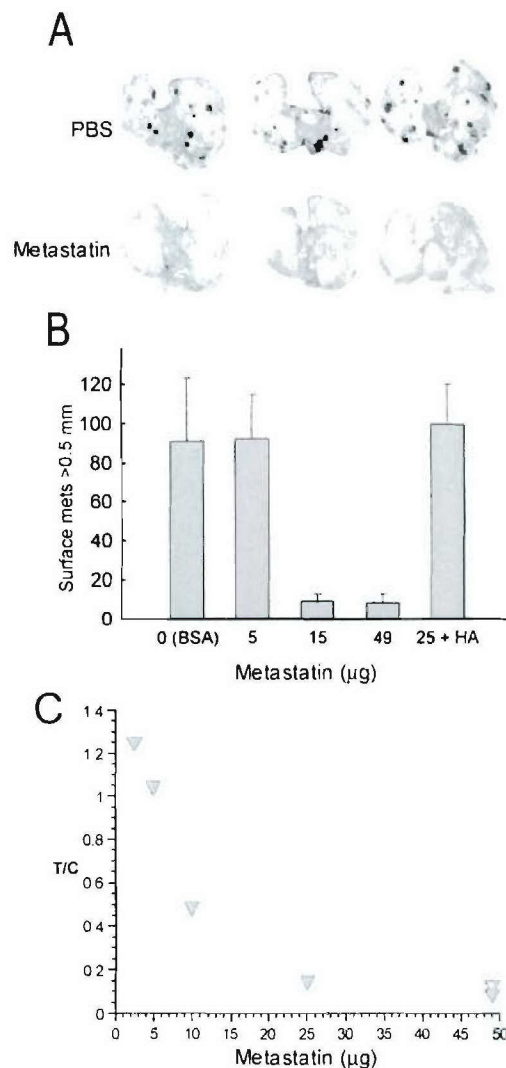 A
PBS
Metastatin
B
Surface mets >0.5 mm
120
100
80
60
40
20
0
0 (BSA) 5 15 49 25 + HA
Metastatin (µg)
C
T/C
1 4
1 2
1
0 8
0 6
0 4
0 2
0
0 5 10 15 20 25 30 35 40 45 50
Metastatin (µg)